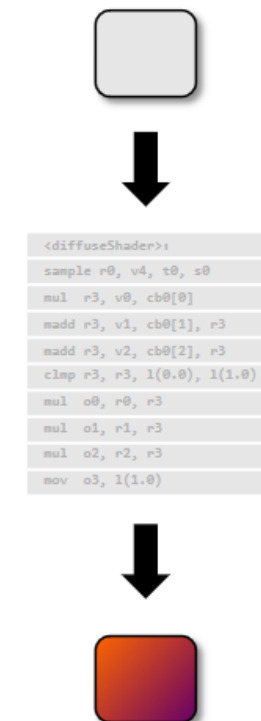 <diffuseShader>:
sample r0, v4, t0, s0
mul r3, v0, cb0[0]
madd r3, v1, cb0[1], r3
madd r3, v2, cb0[2], r3
clmp r3, r3, l(0.0), l(1.0)
mul o0, r0, r3
mul o1, r1, r3
mul o2, r2, r3
mov o3, l(1.0)